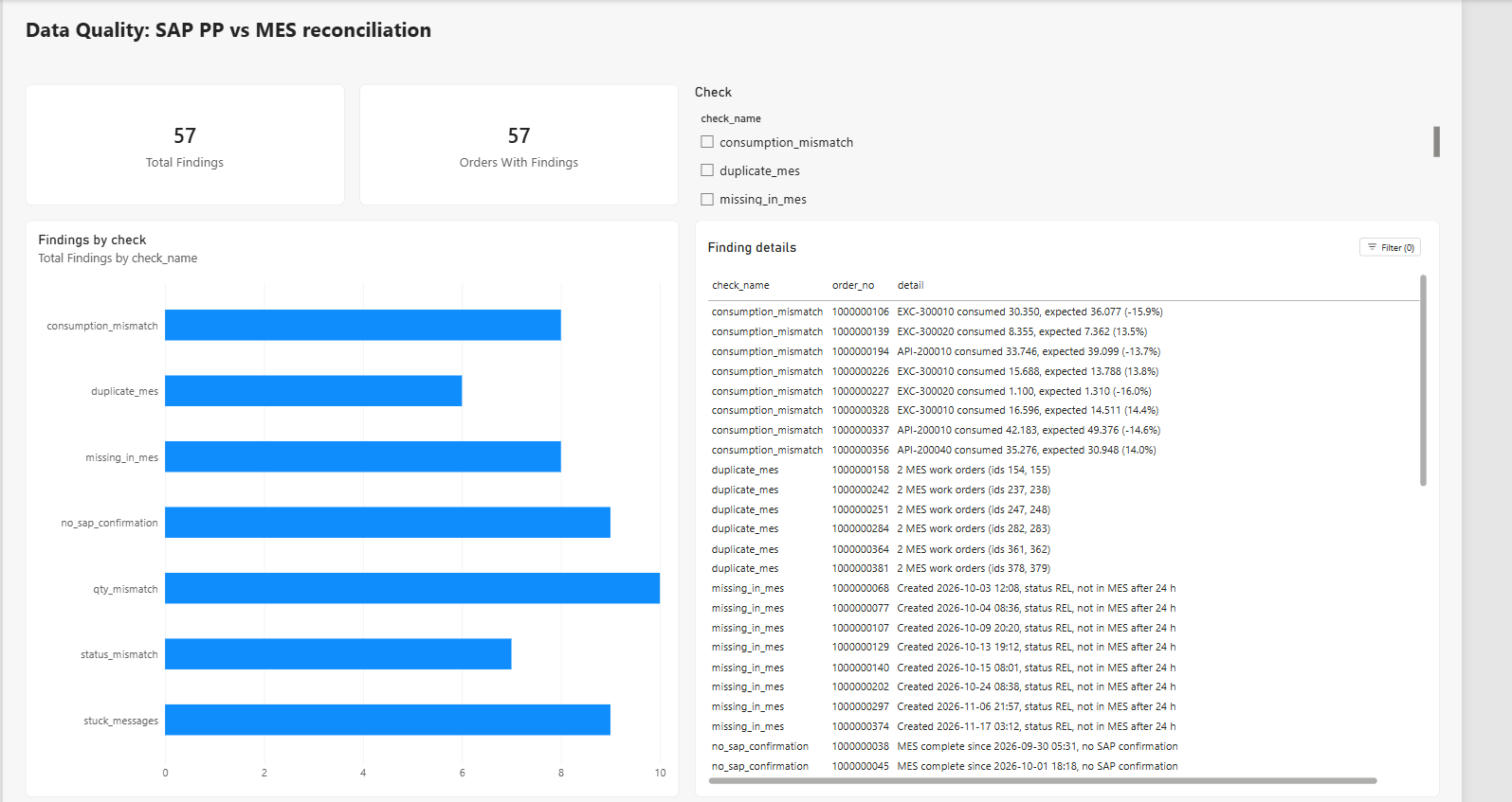 Data Quality: SAP PP vs MES reconciliation
57
Total Findings
57
Orders With Findings
Check
check_name
consumption_mismatch
duplicate_mes
missing_in_mes
Findings by check
Total Findings by check_name
consumption_mismatch
duplicate_mes
missing_in_mes
no_sap_confirmation
qty_mismatch
status_mismatch
stuck_messages
0 2 4 6 8 10
Finding details
Filter (0)
check_name order_no detail
consumption_mismatch 1000000106 EXC-300010 consumed 30.350, expected 36.077 (-15.9%)
consumption_mismatch 1000000139 EXC-300020 consumed 8.355, expected 7.362 (13.5%)
consumption_mismatch 1000000194 API-200010 consumed 33.746, expected 39.099 (-13.7%)
consumption_mismatch 1000000226 EXC-300010 consumed 15.688, expected 13.788 (13.8%)
consumption_mismatch 1000000227 EXC-300020 consumed 1.100, expected 1.310 (-16.0%)
consumption_mismatch 1000000328 EXC-300010 consumed 16.596, expected 14.511 (14.4%)
consumption_mismatch 1000000337 API-200010 consumed 42.183, expected 49.376 (-14.6%)
consumption_mismatch 1000000356 API-200040 consumed 35.276, expected 30.948 (14.0%)
duplicate_mes 1000000158 2 MES work orders (ids 154, 155)
duplicate_mes 1000000242 2 MES work orders (ids 237, 238)
duplicate_mes 1000000251 2 MES work orders (ids 247, 248)
duplicate_mes 1000000284 2 MES work orders (ids 282, 283)
duplicate_mes 1000000364 2 MES work orders (ids 361, 362)
duplicate_mes 1000000381 2 MES work orders (ids 378, 379)
missing_in_mes 1000000068 Created 2026-10-03 12:08, status REL, not in MES after 24 h
missing_in_mes 1000000077 Created 2026-10-04 08:36, status REL, not in MES after 24 h
missing_in_mes 1000000107 Created 2026-10-09 20:20, status REL, not in MES after 24 h
missing_in_mes 1000000129 Created 2026-10-13 19:12, status REL, not in MES after 24 h
missing_in_mes 1000000140 Created 2026-10-15 08:01, status REL, not in MES after 24 h
missing_in_mes 1000000202 Created 2026-10-24 08:38, status REL, not in MES after 24 h
missing_in_mes 1000000297 Created 2026-11-06 21:57, status REL, not in MES after 24 h
missing_in_mes 1000000374 Created 2026-11-17 03:12, status REL, not in MES after 24 h
no_sap_confirmation 1000000038 MES complete since 2026-09-30 05:31, no SAP confirmation
no_sap_confirmation 1000000045 MES complete since 2026-10-01 18:18, no SAP confirmation